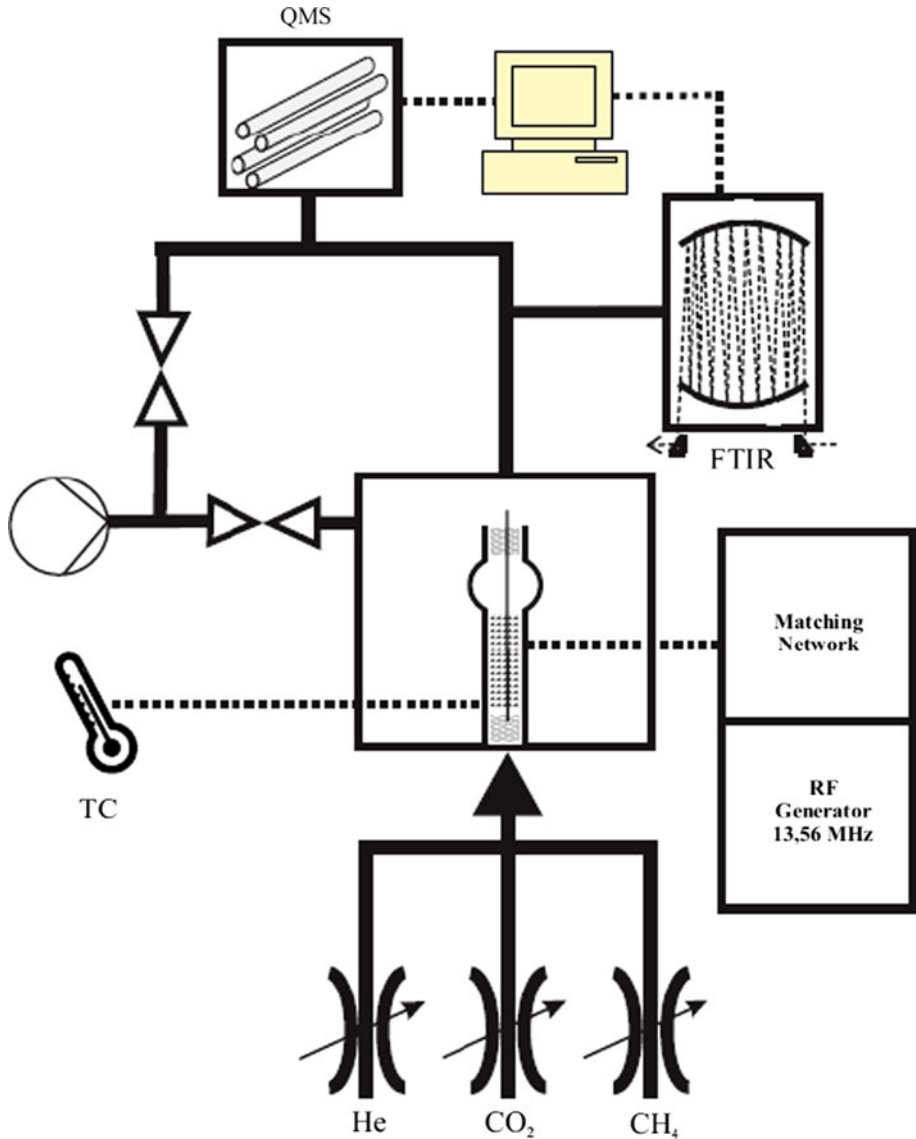 QMS
FTIR
Matching
Network
TC
RF
Generator
13,56 MHz
He
CO₂
CH₄